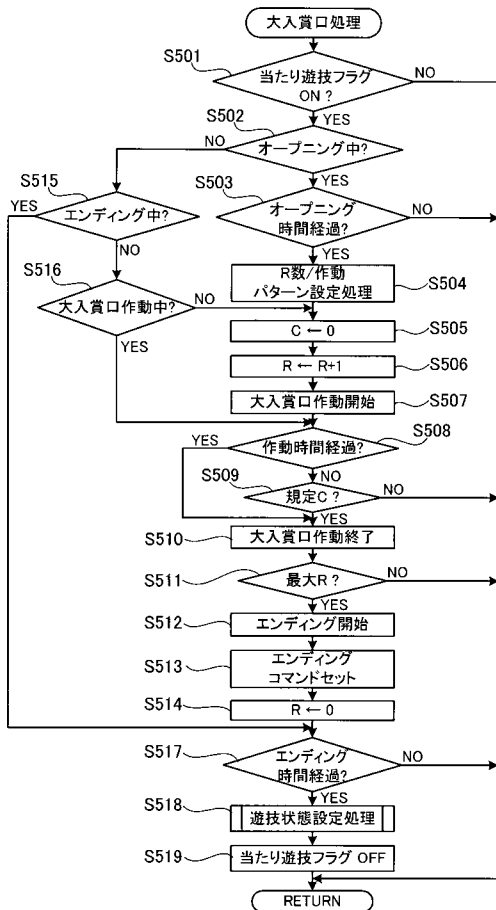 大入賞口処理
S501
当たり遊技フラグ
ON?
NO
YES
S502
オープニング中?
NO
YES
S515
エンディング中?
YES
NO
S503
オープニング
時間経過?
NO
YES
S516
大入賞口作動中?
NO
YES
R数/作動
パターン設定処理
S504
C ← 0
S505
R ← R+1
S506
大入賞口作動開始
S507
作動時間経過?
S508
YES
NO
S509
規定C?
NO
YES
S510
大入賞口作動終了
S511
最大R?
NO
YES
S512
エンディング開始
S513
エンディング
コマンドセット
S514
R ← 0
S517
エンディング
時間経過?
NO
YES
S518
遊技状態設定処理
S519
当たり遊技フラグ OFF
RETURN